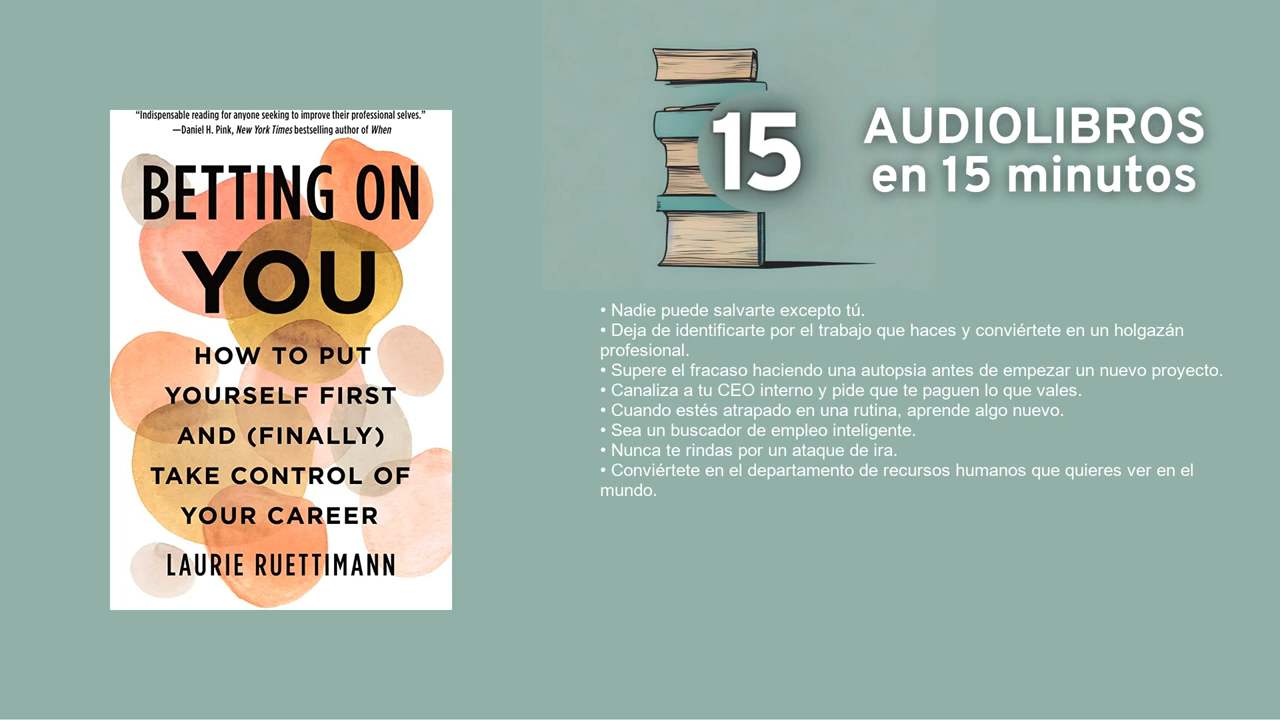 “Indispensable reading for anyone seeking to improve their professional selves.”
—Daniel H. Pink, New York Times bestselling author of When
BETTING ON
YOU
HOW TO PUT
YOURSELF FIRST
AND (FINALLY)
TAKE CONTROL OF
YOUR CAREER
LAURIE RUETTIMANN
15
AUDIOLIBROS
en 15 minutos
• Nadie puede salvarte excepto tú.
• Deja de identificarte por el trabajo que haces y conviértete en un holgazán
profesional.
• Supere el fracaso haciendo una autopsia antes de empezar un nuevo proyecto.
• Canaliza a tu CEO interno y pide que te paguen lo que vales.
• Cuando estés atrapado en una rutina, aprende algo nuevo.
• Sea un buscador de empleo inteligente.
• Nunca te rindas por un ataque de ira.
• Conviértete en el departamento de recursos humanos que quieres ver en el
mundo.